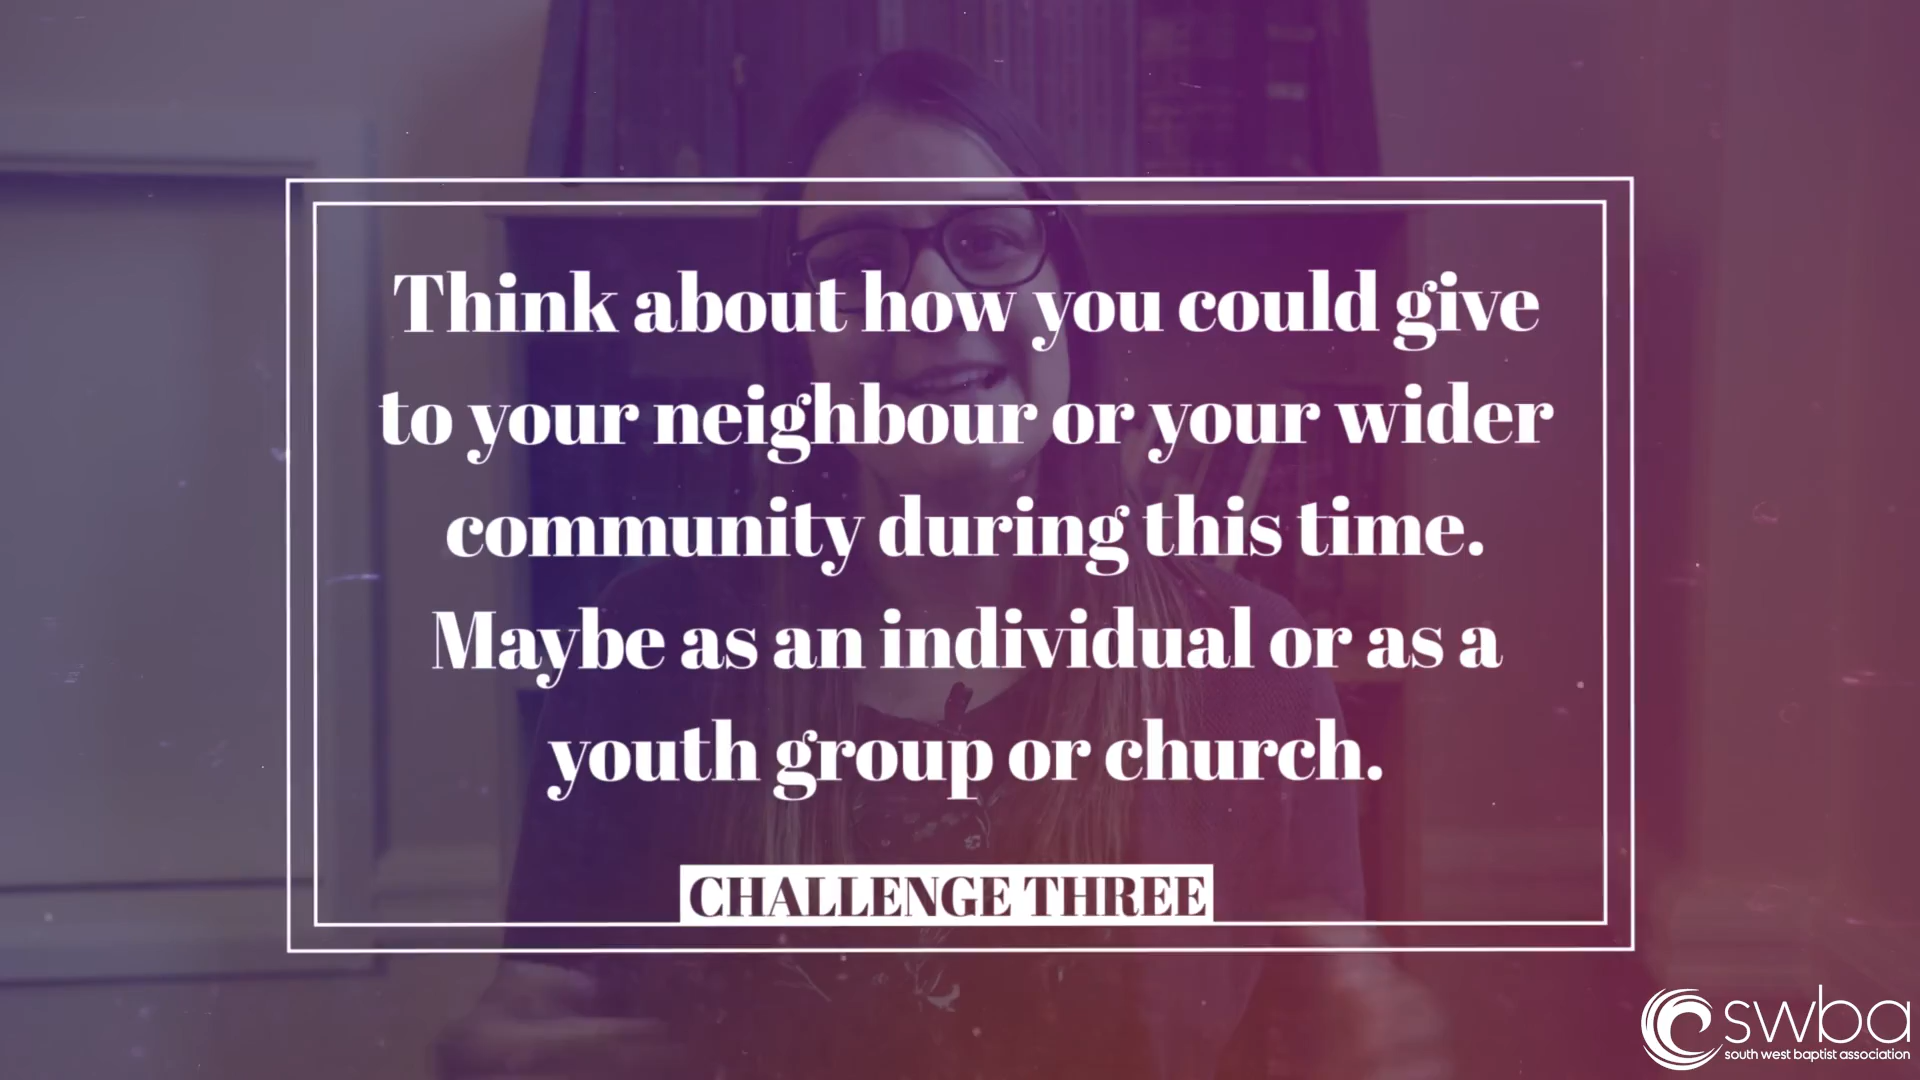 Think about how you could give
to your neighbour or your wider
community during this time.
Maybe as an individual or as a
youth group or church.
CHALLENGE THREE
swba
south west baptist association